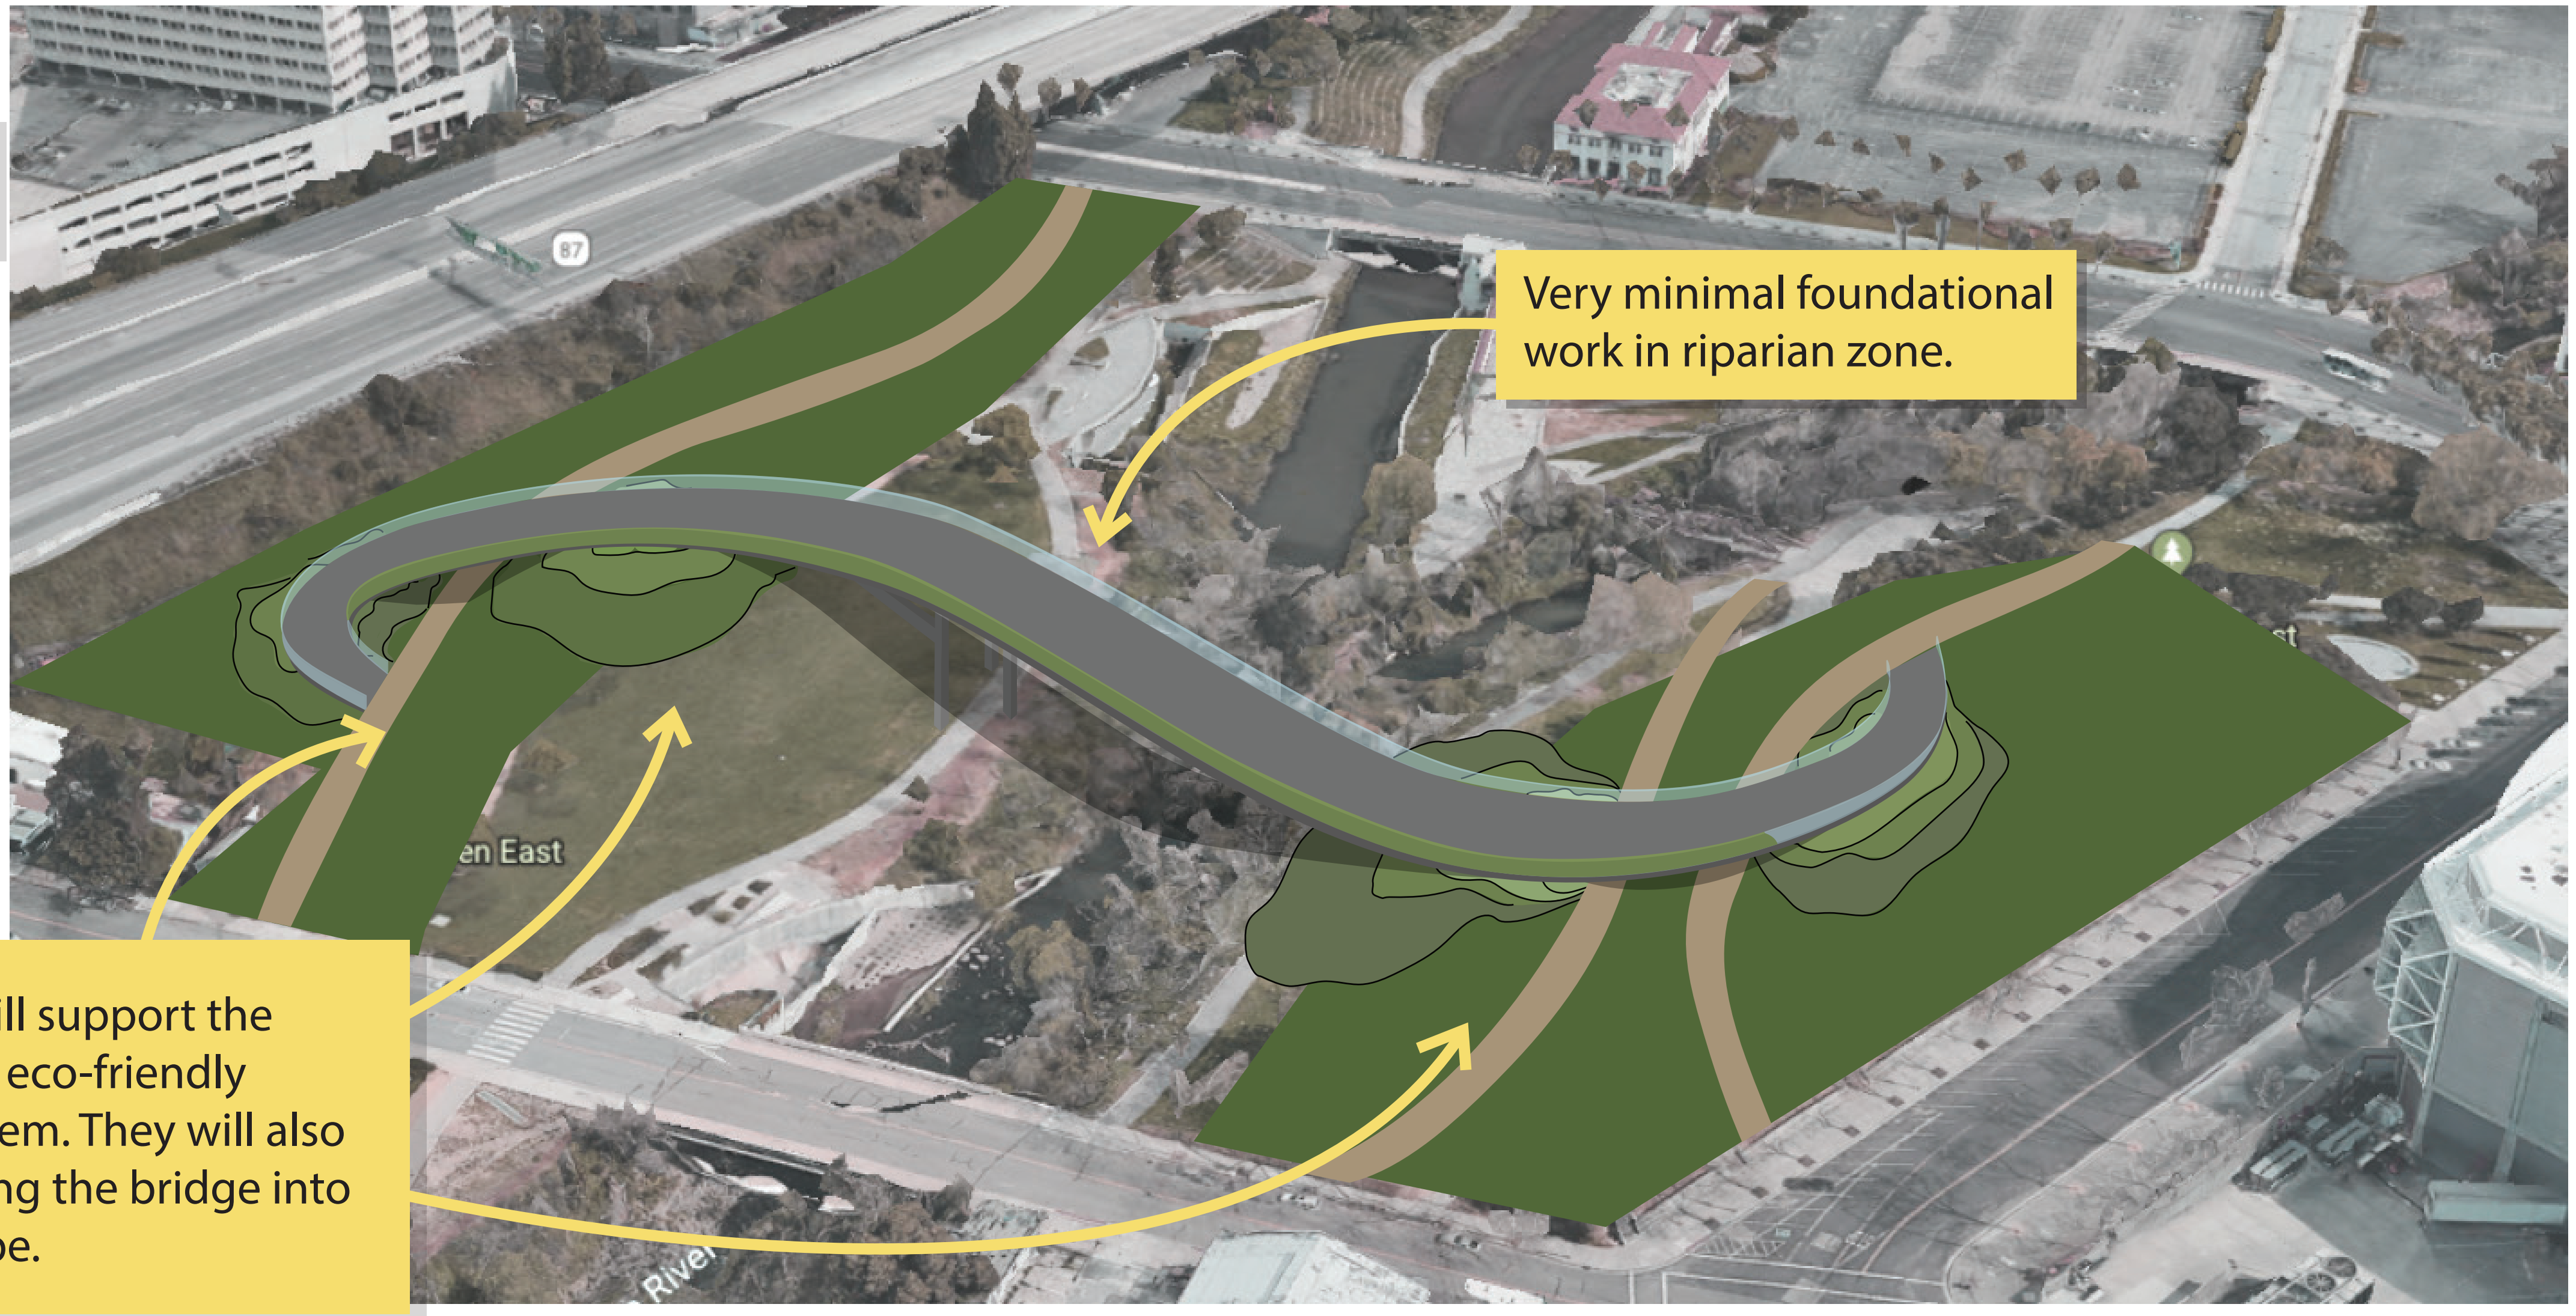 87
Very minimal foundational
work in riparian zone.
st
en East
ill support the
eco-friendly
em. They will also
ng the bridge into
pe.
River